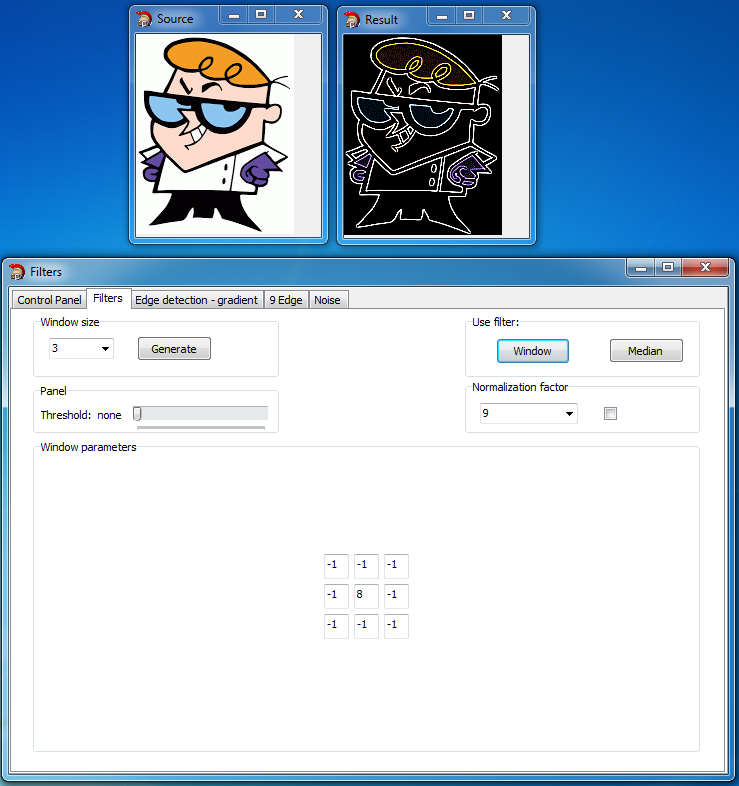 Source
Result
Filters
Control Panel Filters Edge detection - gradient 9 Edge Noise
Window size
3 Generate
Use filter:
Window Median
Panel
Threshold: none
Normalization factor
9
Window parameters
-1 -1 -1
-1 8 -1
-1 -1 -1